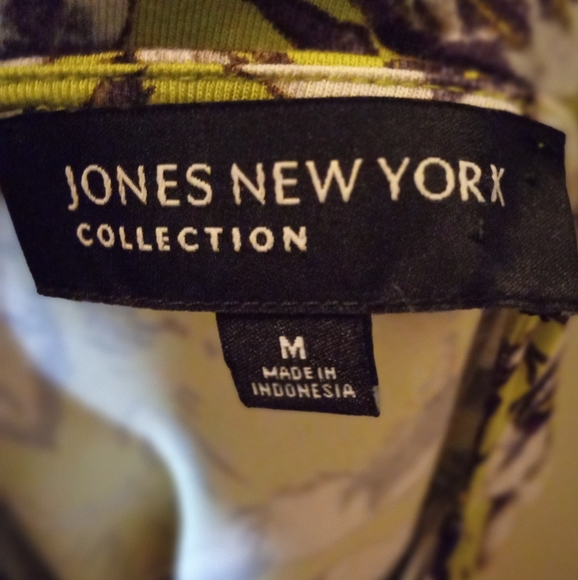 JONES NEW YORK
COLLECTION
M
MADE IN
INDONESIA